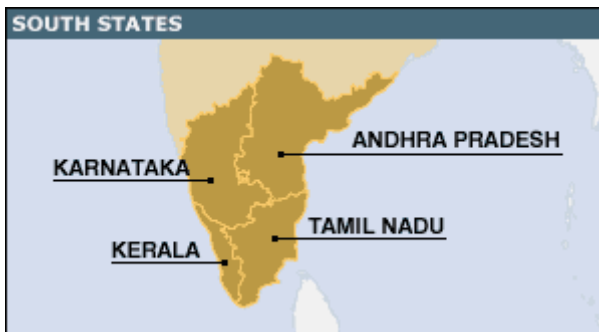 SOUTH STATES
ANDHRA PRADESH
KARNATAKA
TAMIL NADU
KERALA